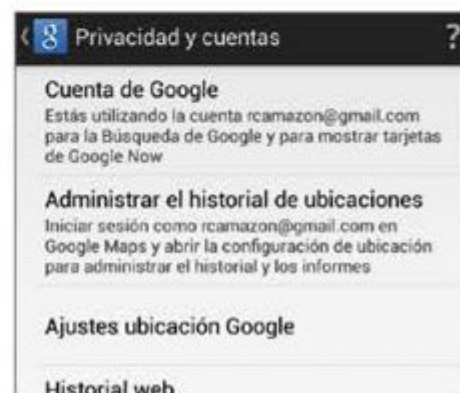 8 Privacidad y cuentas ?
Cuenta de Google
Estás utilizando la cuenta rcamazon@gmail.com
para la Búsqueda de Google y para mostrar tarjetas
de Google Now
Administrar el historial de ubicaciones
Iniciar sesión como rcamazon@gmail.com en
Google Maps y abrir la configuración de ubicación
para administrar el historial y los informes
Ajustes ubicación Google
Historial web